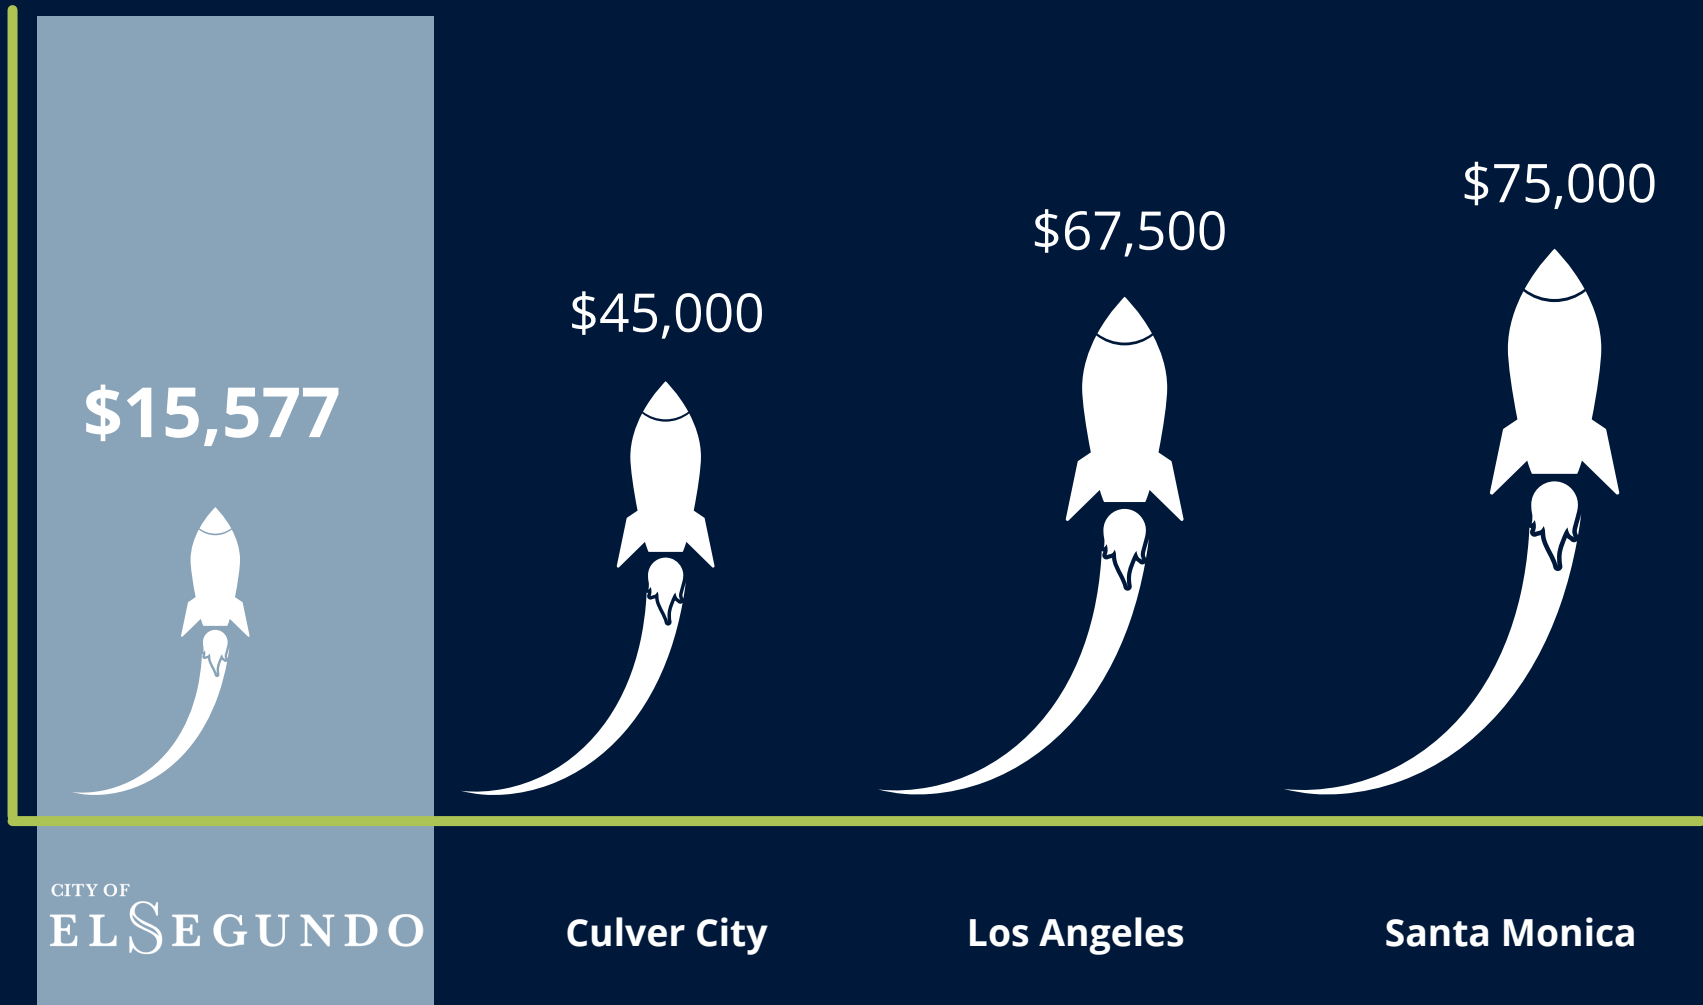 $15,577
$45,000
$67,500
$75,000
CITY OF
EL SEGUNDO
Culver City
Los Angeles
Santa Monica